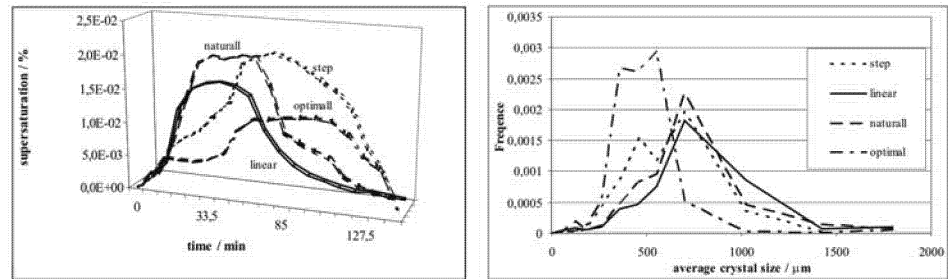 2,5E-02
2,0E-02
1,5E-02
1,0E-02
5,0E-03
0,0E+00
supersaturation / %
naturall
step
optimall
linear
0
33,5
85
127,5
time / min
0,0035
0,003
0,0025
0,002
0,0015
0,001
0,0005
0
Freqence
step
linear
naturall
optimal
0
500
1000
1500
2000
average crystal size / µm